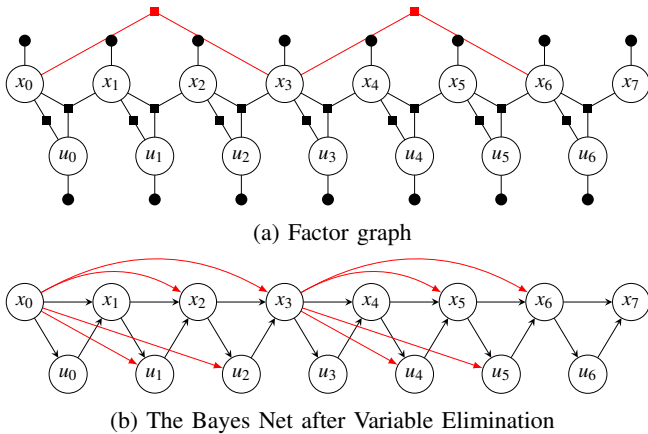 x0 x1 x2 x3 x4 x5 x6 x7
u0 u1 u2 u3 u4 u5 u6
(a) Factor graph
x0 x1 x2 x3 x4 x5 x6 x7
u0 u1 u2 u3 u4 u5 u6
(b) The Bayes Net after Variable Elimination